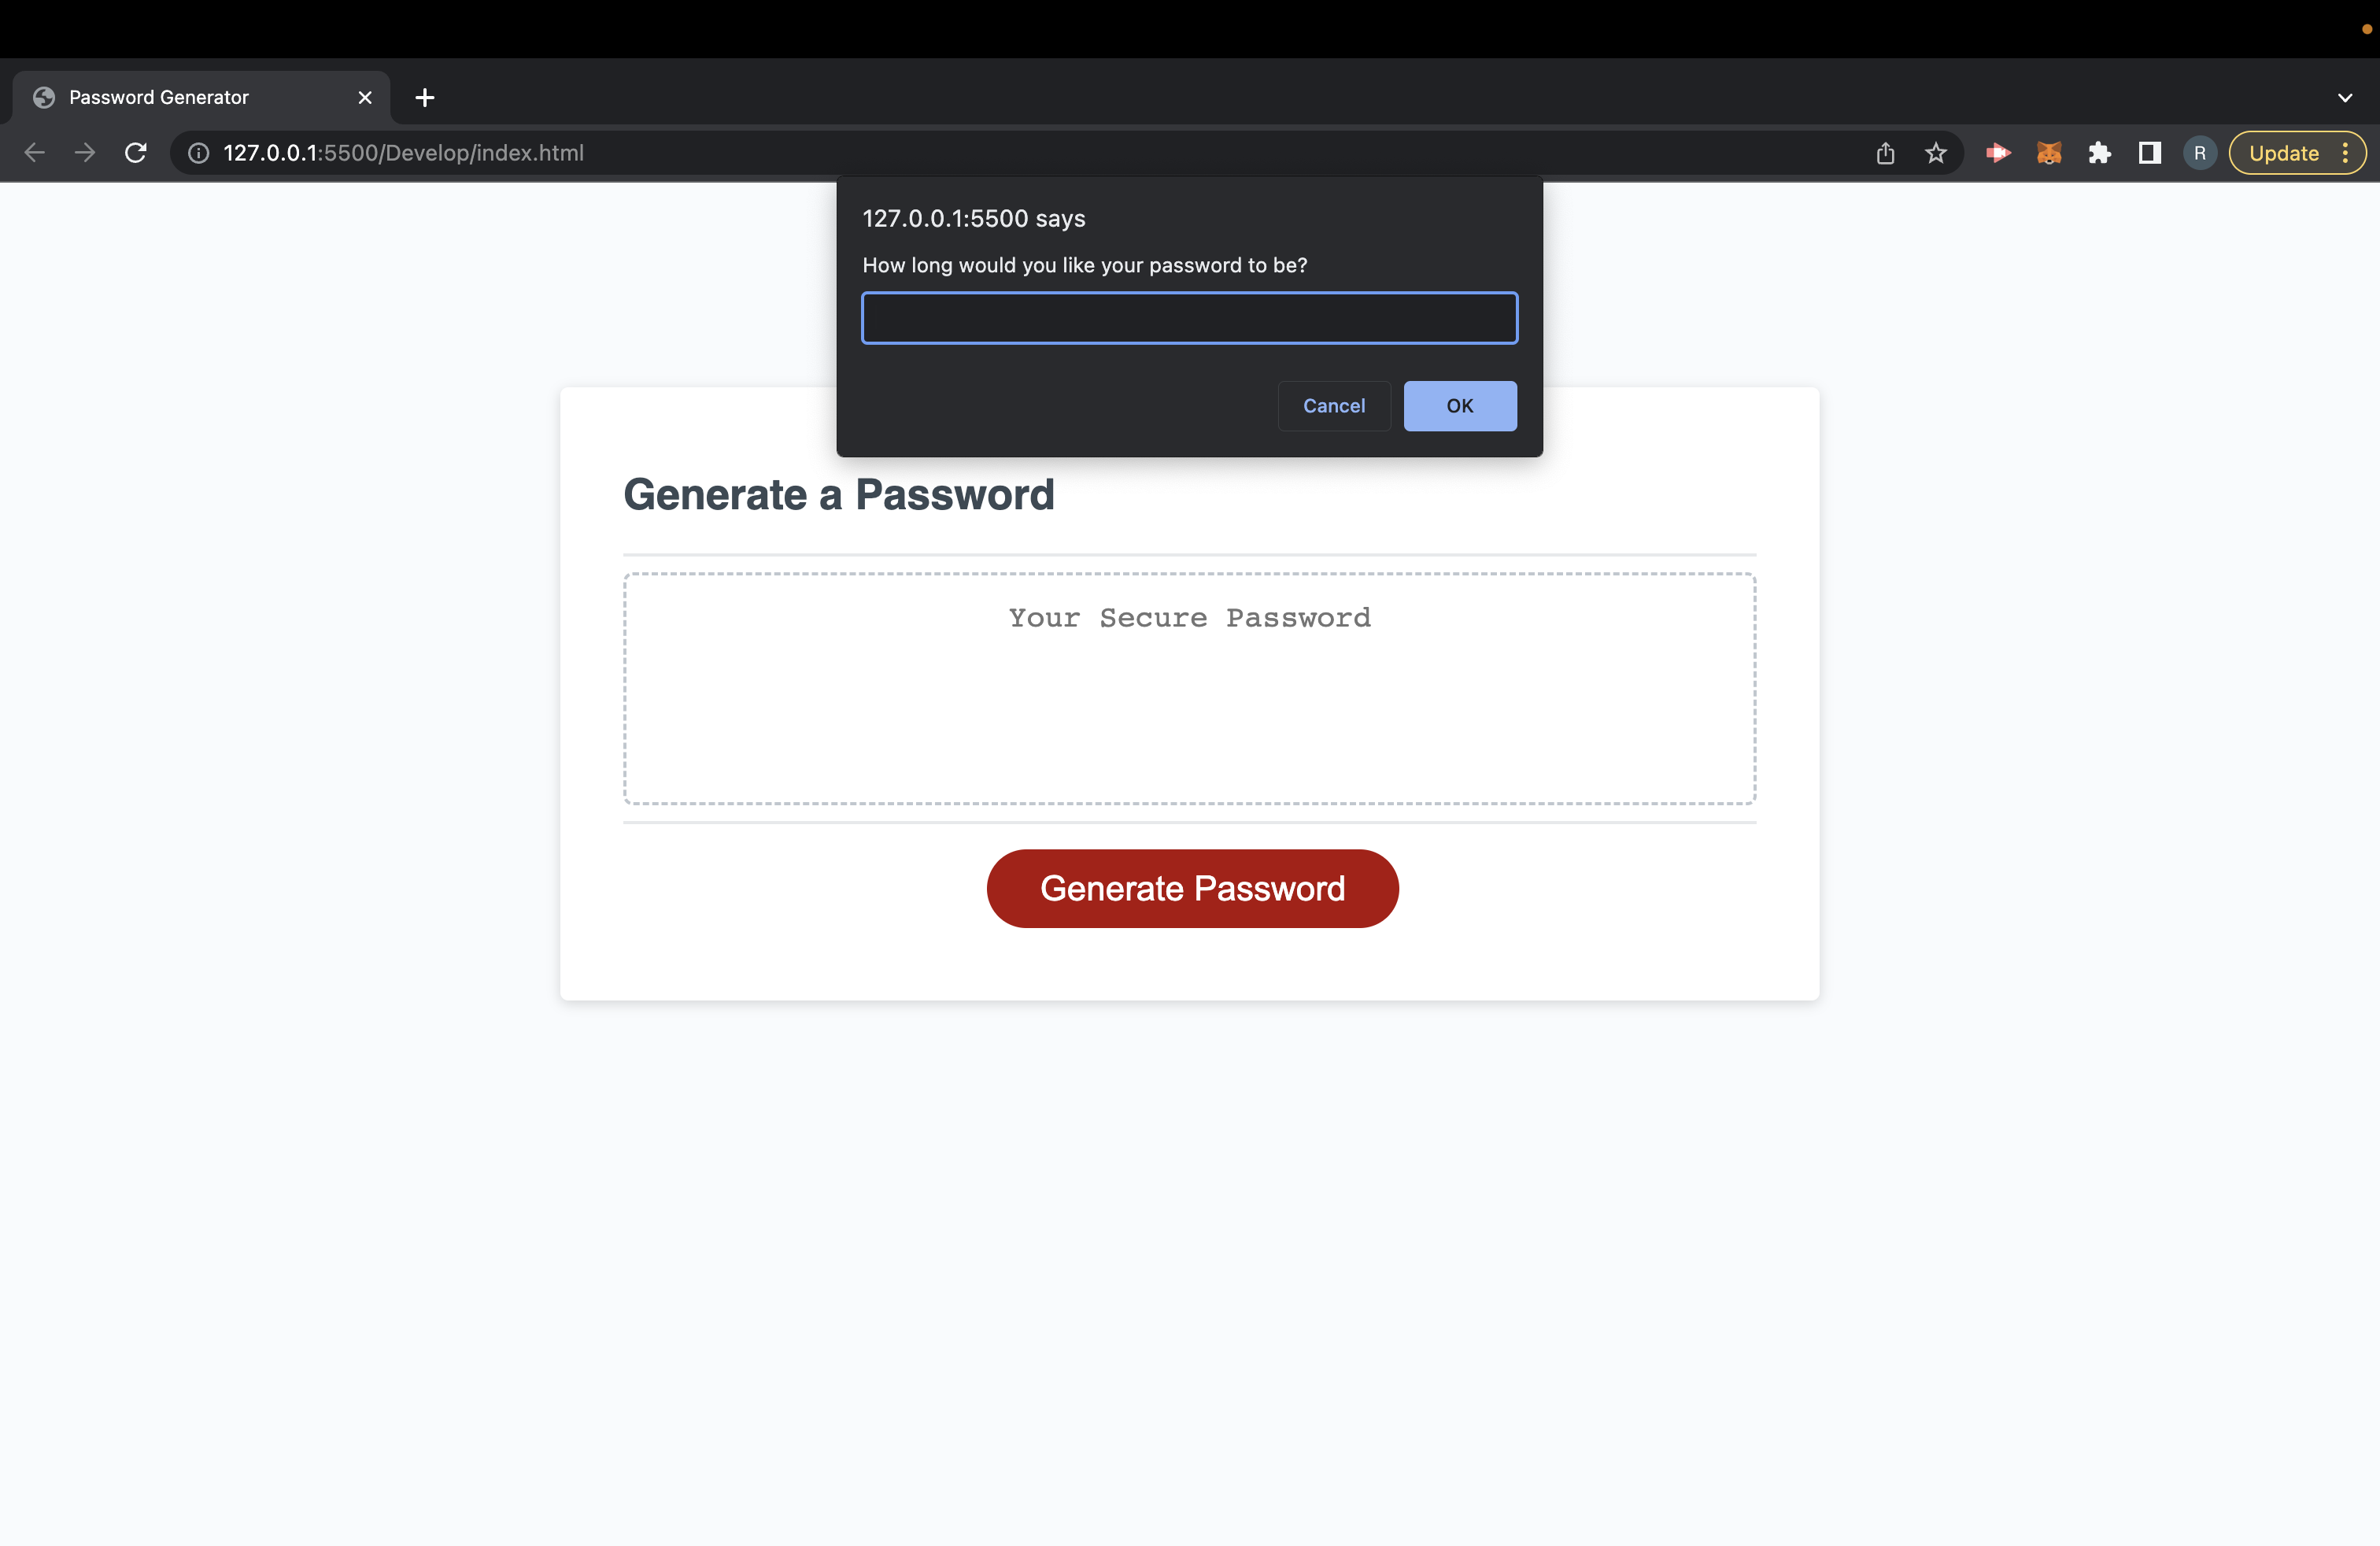 Password Generator
127.0.0.1:5500/Develop/index.html
R
Update
127.0.0.1:5500 says
How long would you like your password to be?
Cancel
OK
Generate a Password
Your Secure Password
Generate Password